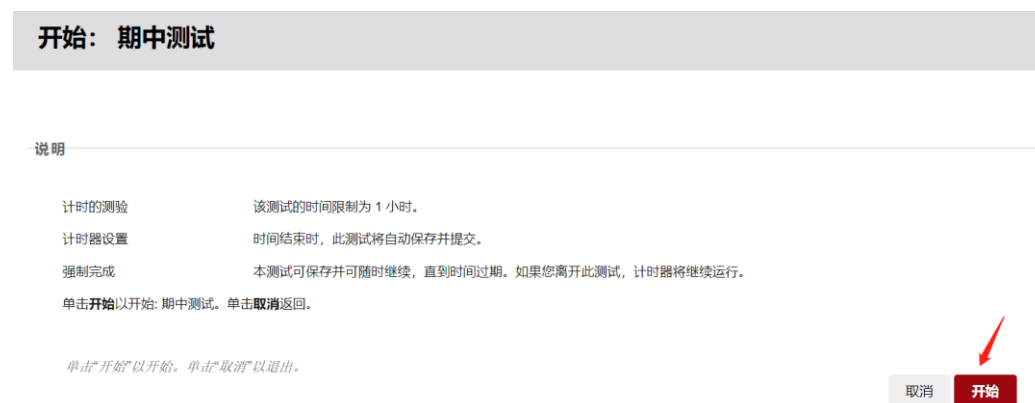 开始： 期中测试
说明
计时的测验 该测试的时间限制为 1 小时。
计时器设置 时间结束时，此测试将自动保存并提交。
强制完成 本测试可保存并可随时继续，直到时间过期。如果您离开此测试，计时器将继续运行。
单击开始以开始: 期中测试。单击取消返回。
单击“开始”以开始。单击“取消”以退出。
取消 开始